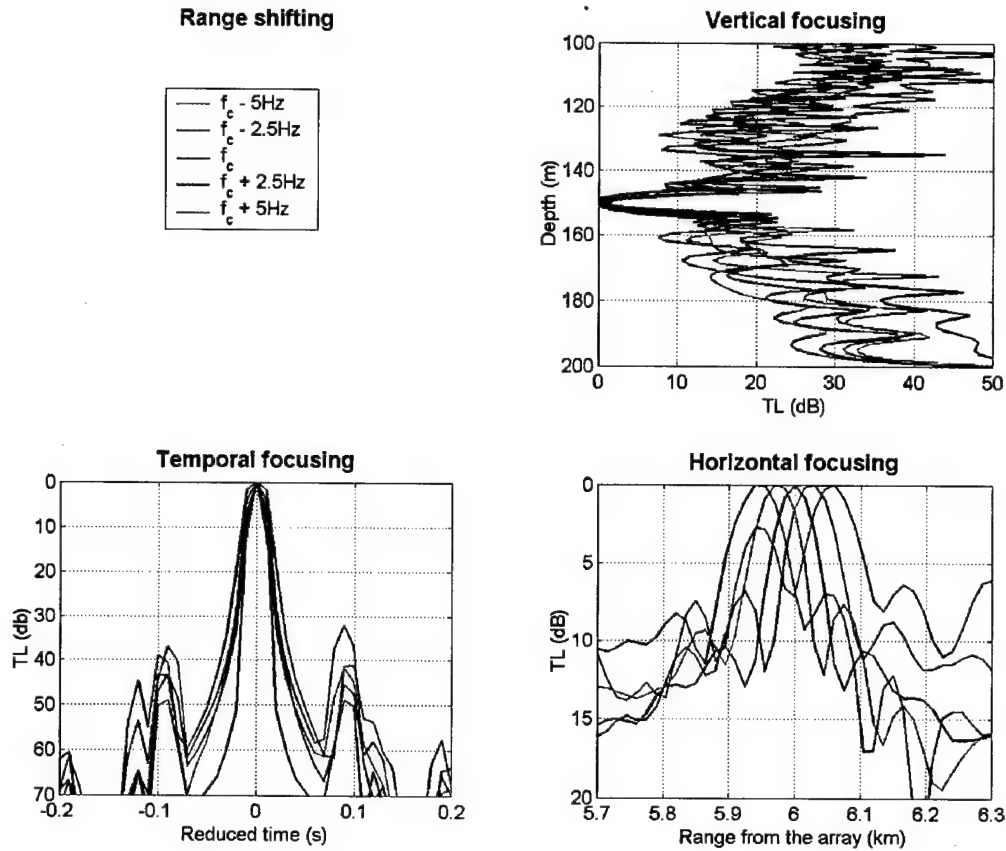 Range shifting
f_c - 5Hz
f_c - 2.5Hz
f_c
f_c + 2.5Hz
f_c + 5Hz
Vertical focusing
100
120
140
160
180
200
Depth (m)
0 10 20 30 40 50
TL (dB)
Temporal focusing
0
10
20
30
40
50
60
70
TL (db)
-0.2 -0.1 0 0.1 0.2
Reduced time (s)
Horizontal focusing
0
5
10
15
20
TL (dB)
5.7 5.8 5.9 6 6.1 6.2 6.3
Range from the array (km)